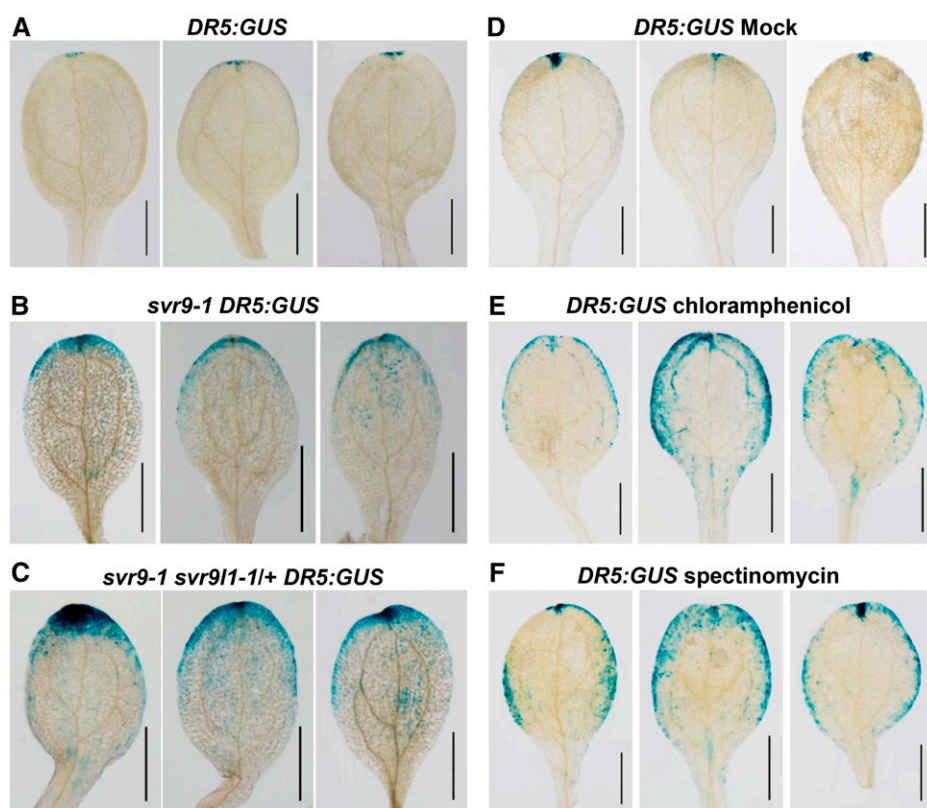 A
DR5:GUS
B
svr9-1 DR5:GUS
C
svr9-1 svr9l1-1/+ DR5:GUS
D
DR5:GUS Mock
E
DR5:GUS chloramphenicol
F
DR5:GUS spectinomycin